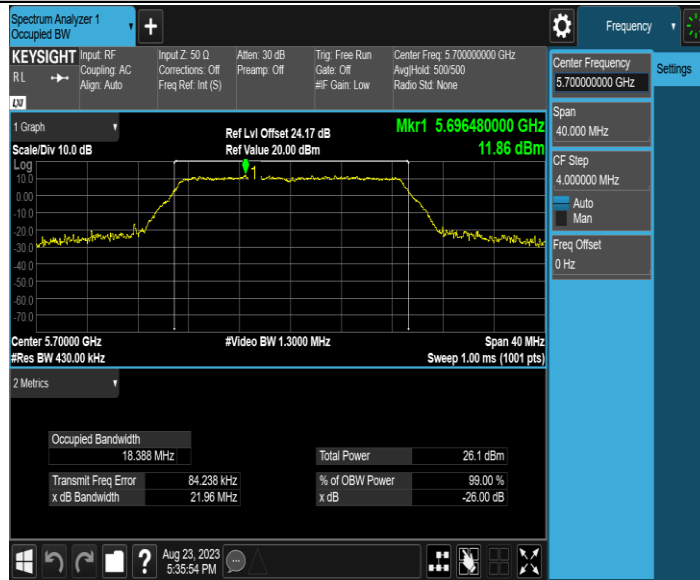 Spectrum Analyzer 1
Occupied BW
Frequency
KEYSIGHT
RL
LXI
Input: RF
Coupling: AC
Align: Auto
Input Z: 50 Ω
Corrections: Off
Freq Ref: Int (S)
Atten: 30 dB
Preamp: Off
Trig: Free Run
Gate: Off
#IF Gain: Low
Center Freq: 5.700000000 GHz
Avg|Hold: 500/500
Radio Std: None
Center Frequency
5.700000000 GHz
Settings
Span
40.000 MHz
CF Step
4.000000 MHz
Auto
Man
Freq Offset
0 Hz
1 Graph
Scale/Div 10.0 dB
Ref Lvl Offset 24.17 dB
Ref Value 20.00 dBm
Mkr1 5.696480000 GHz
11.86 dBm
Log
10.0
0.00
-10.0
-20.0
-30.0
-40.0
-50.0
-60.0
-70.0
1
Center 5.70000 GHz
#Res BW 430.00 kHz
#Video BW 1.3000 MHz
Span 40 MHz
Sweep 1.00 ms (1001 pts)
2 Metrics
Occupied Bandwidth
18.388 MHz
Total Power 26.1 dBm
Transmit Freq Error 84.238 kHz
% of OBW Power 99.00 %
x dB Bandwidth 21.96 MHz
x dB -26.00 dB
?
Aug 23, 2023
5:35:54 PM